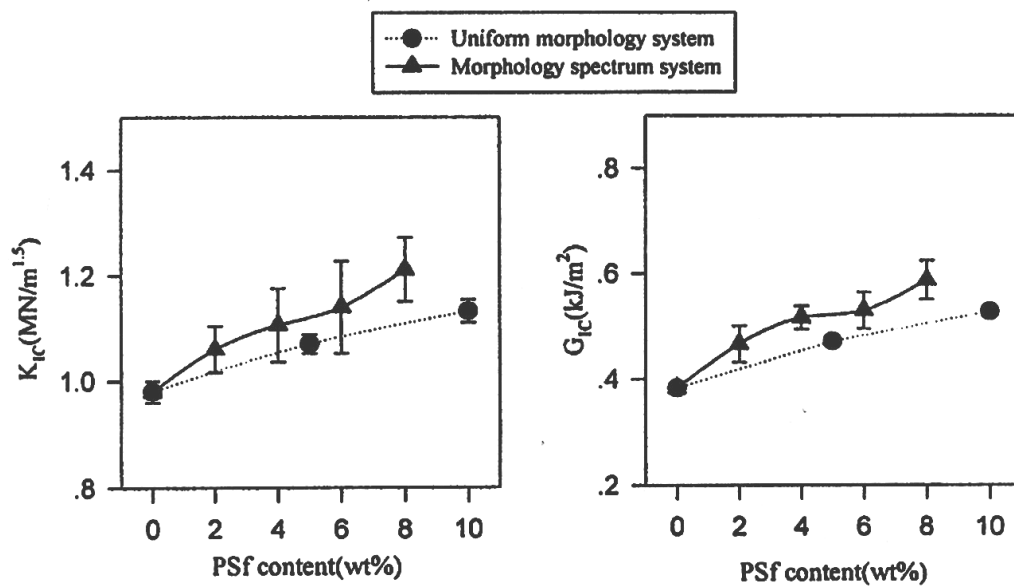 Uniform morphology system
Morphology spectrum system
K_IC(MN/m^1.5)
1.4
1.2
1.0
.8
0 2 4 6 8 10
PSf content(wt%)
G_IC(kJ/m^2)
.8
.6
.4
.2
0 2 4 6 8 10
PSf content(wt%)